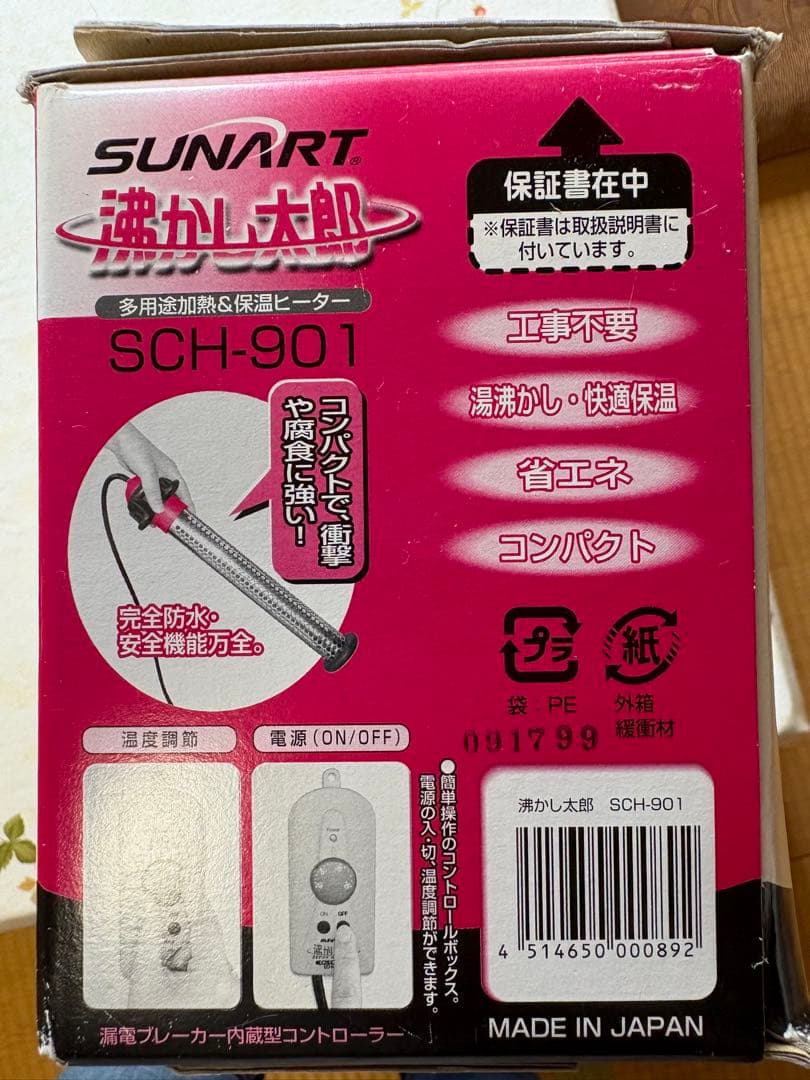 SUNART®
沸かし太郎
多用途加熱&保温ヒーター
SCH-901
保証書在中
※保証書は取扱説明書に
付いています。
工事不要
湯沸かし・快適保温
省エネ
コンパクト
コンパクトで、衝撃
や腐食に強い!
完全防水・
安全機能万全。
プラ
袋:PE
紙
外箱
緩衝材
091799
温度調節
電源(ON/OFF)
Power
ON
OFF
SUNART
●簡単操作のコントロールボックス。
電源の入・切、温度調節ができます。
沸かし太郎 SCH-901
4 514650 000892
漏電ブレーカー内蔵型コントローラー
MADE IN JAPAN